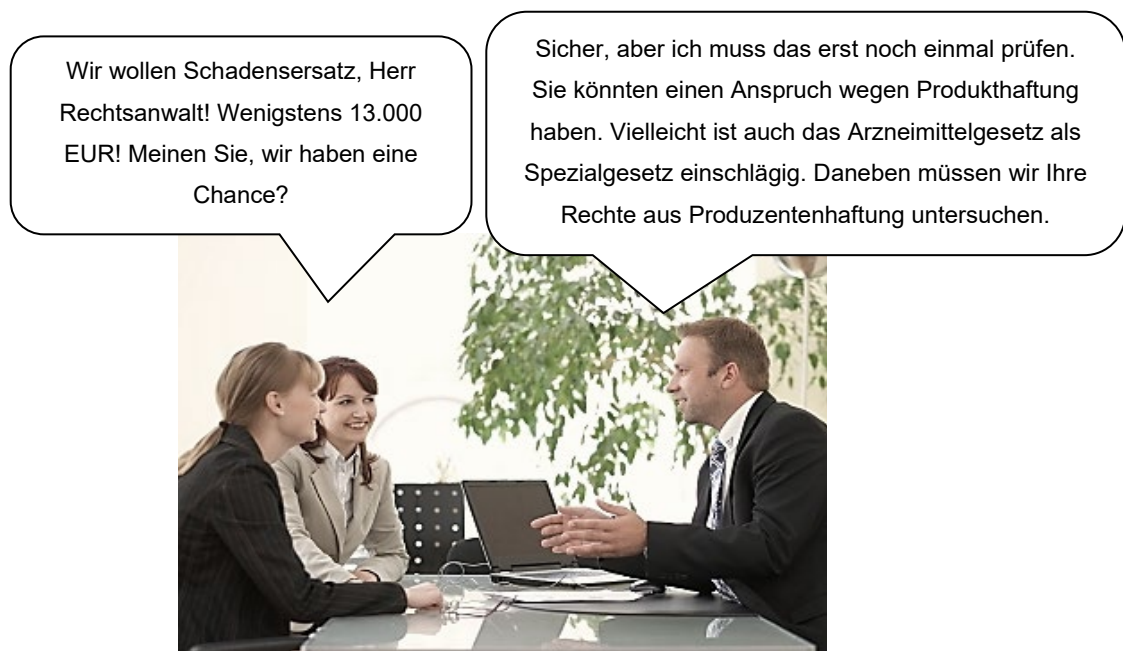 Wir wollen Schadensersatz, Herr
Rechtsanwalt! Wenigstens 13.000
EUR! Meinen Sie, wir haben eine
Chance?
Sicher, aber ich muss das erst noch einmal prüfen.
Sie könnten einen Anspruch wegen Produkthaftung
haben. Vielleicht ist auch das Arzneimittelgesetz als
Spezialgesetz einschlägig. Daneben müssen wir Ihre
Rechte aus Produzentenhaftung untersuchen.